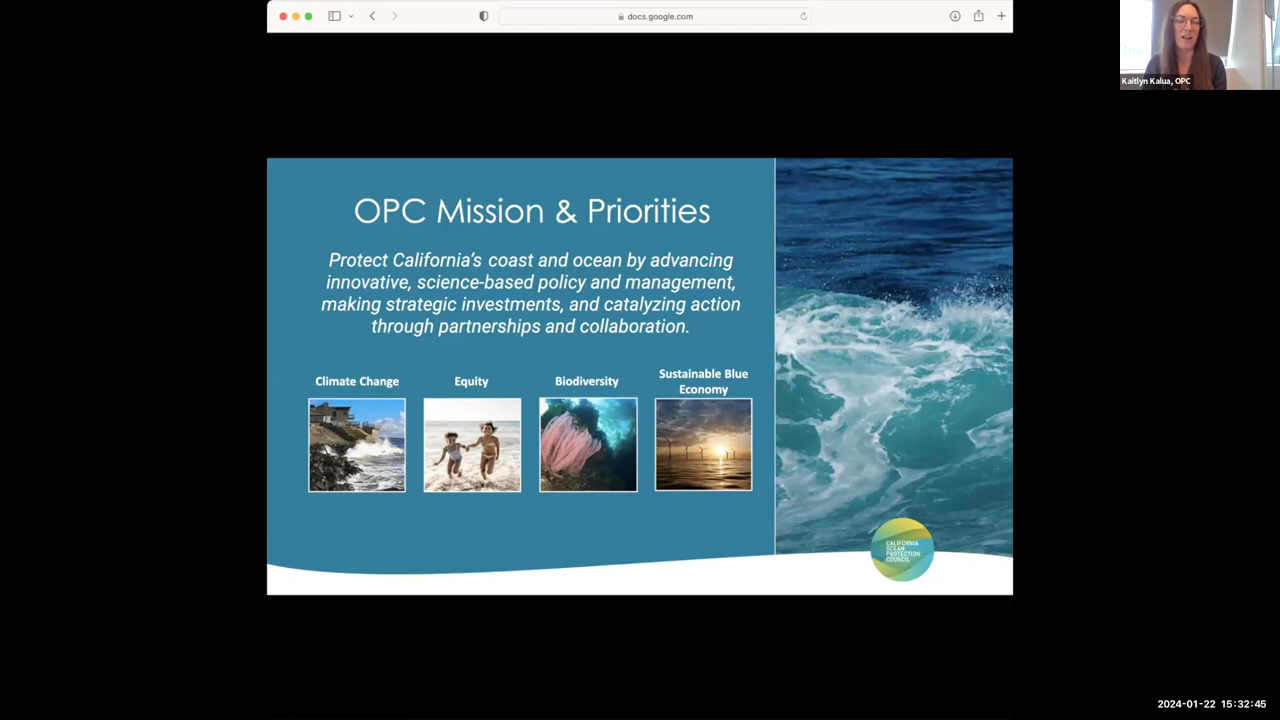 docs.google.com
Kaitlyn Kalua, OPC
OPC Mission & Priorities
Protect California's coast and ocean by advancing
innovative, science-based policy and management,
making strategic investments, and catalyzing action
through partnerships and collaboration.
Climate Change
Equity
Biodiversity
Sustainable Blue
Economy
CALIFORNIA
OCEAN
PROTECTION
COUNCIL
2024-01-22 15:32:45